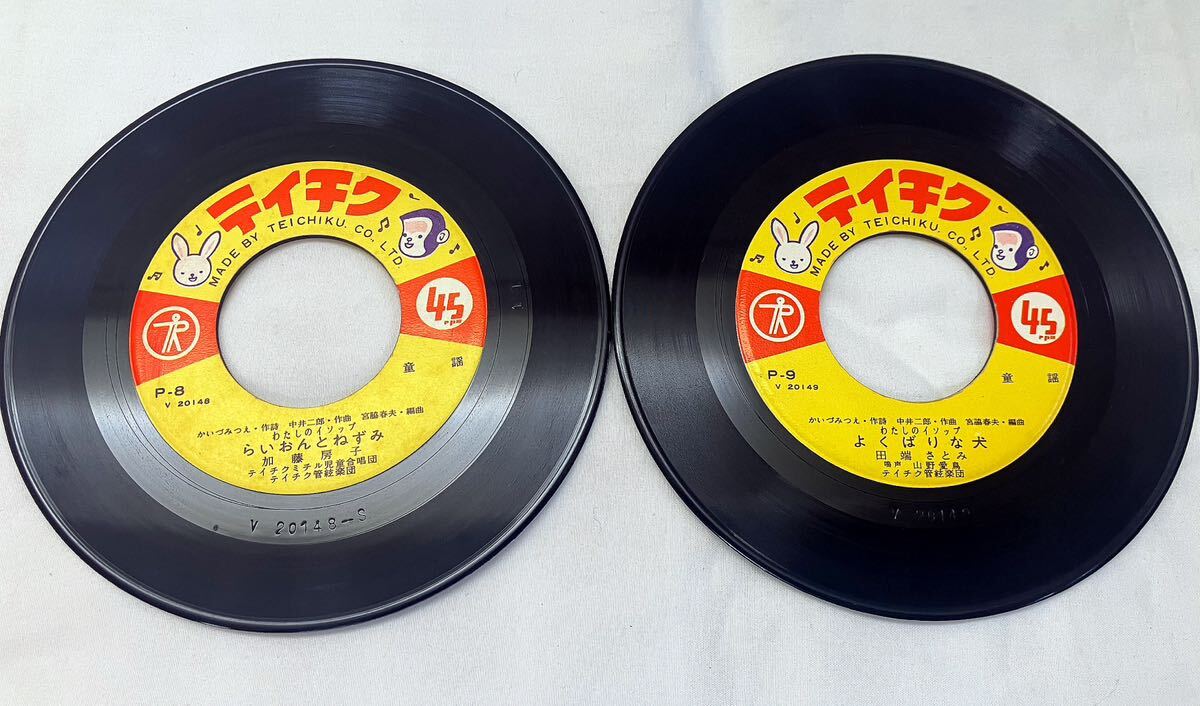 テイチク
MADE BY TEICHIKU. CO., LTD
45
rpm
P-8
V 20148
童謡
かいづみつえ・作詩 中井二郎・作曲 宮脇春夫・編曲
わたしのイソップ
らいおんとねずみ
加藤房子
テイチクミチル児童合唱団
テイチク管絃楽団
V 20148-S
テイチク
MADE BY TEICHIKU. CO., LTD
45
rpm
P-9
V 20149
童謡
かいづみつえ・作詩 中井二郎・作曲 宮脇春夫・編曲
わたしのイソップ
よくばりな犬
田端さとみ
鳴声 山野愛鳥
テイチク管絃楽団
V 20149